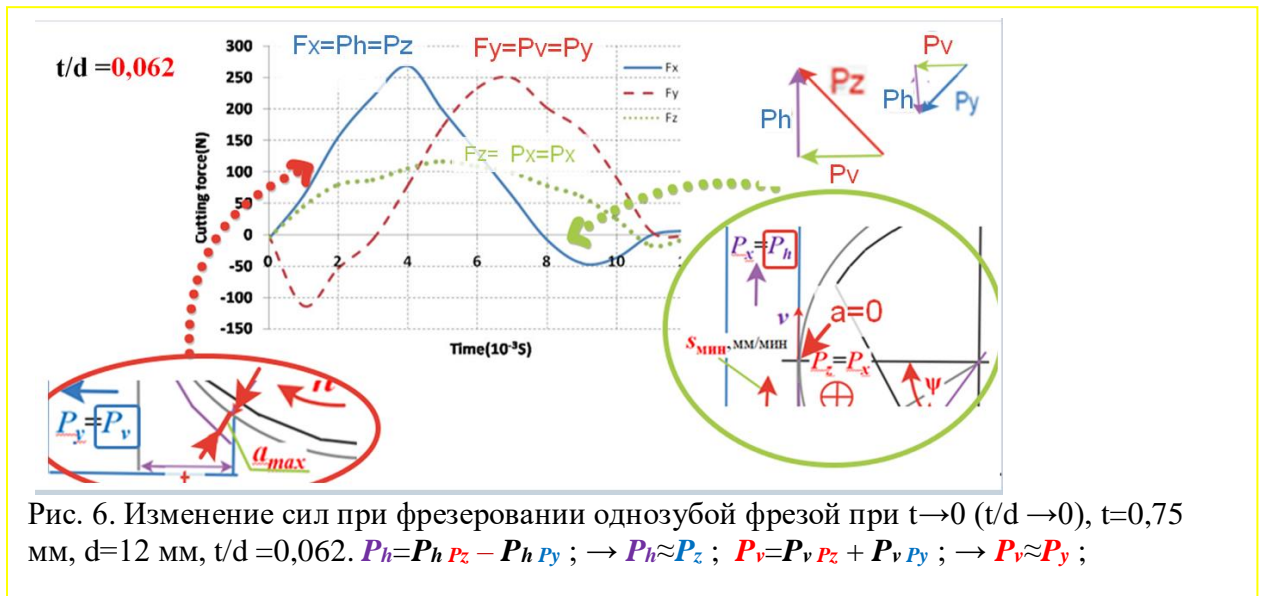 t/d =0,062
Fx=Ph=Pz
Fy=Pv=Py
Fx
Fy
Fz
Fz= Px=Px
300
250
200
150
100
50
0
-50
-100
-150
0
2
4
6
8
10
Cutting force(N)
Time(10⁻³S)
Pz
Ph
Pv
Pv
Ph
Py
Px=Ph
v
a=0
sмин,мм/мин
Pz=Px
ψ
Py=Pv
n
amax
t
Рис. 6. Изменение сил при фрезеровании однозубой фрезой при t→0 (t/d →0), t=0,75
мм, d=12 мм, t/d =0,062. Ph=Ph Pz – Ph Py ; → Ph≈Pz ; Pv=Pv Pz + Pv Py ; → Pv≈Py ;